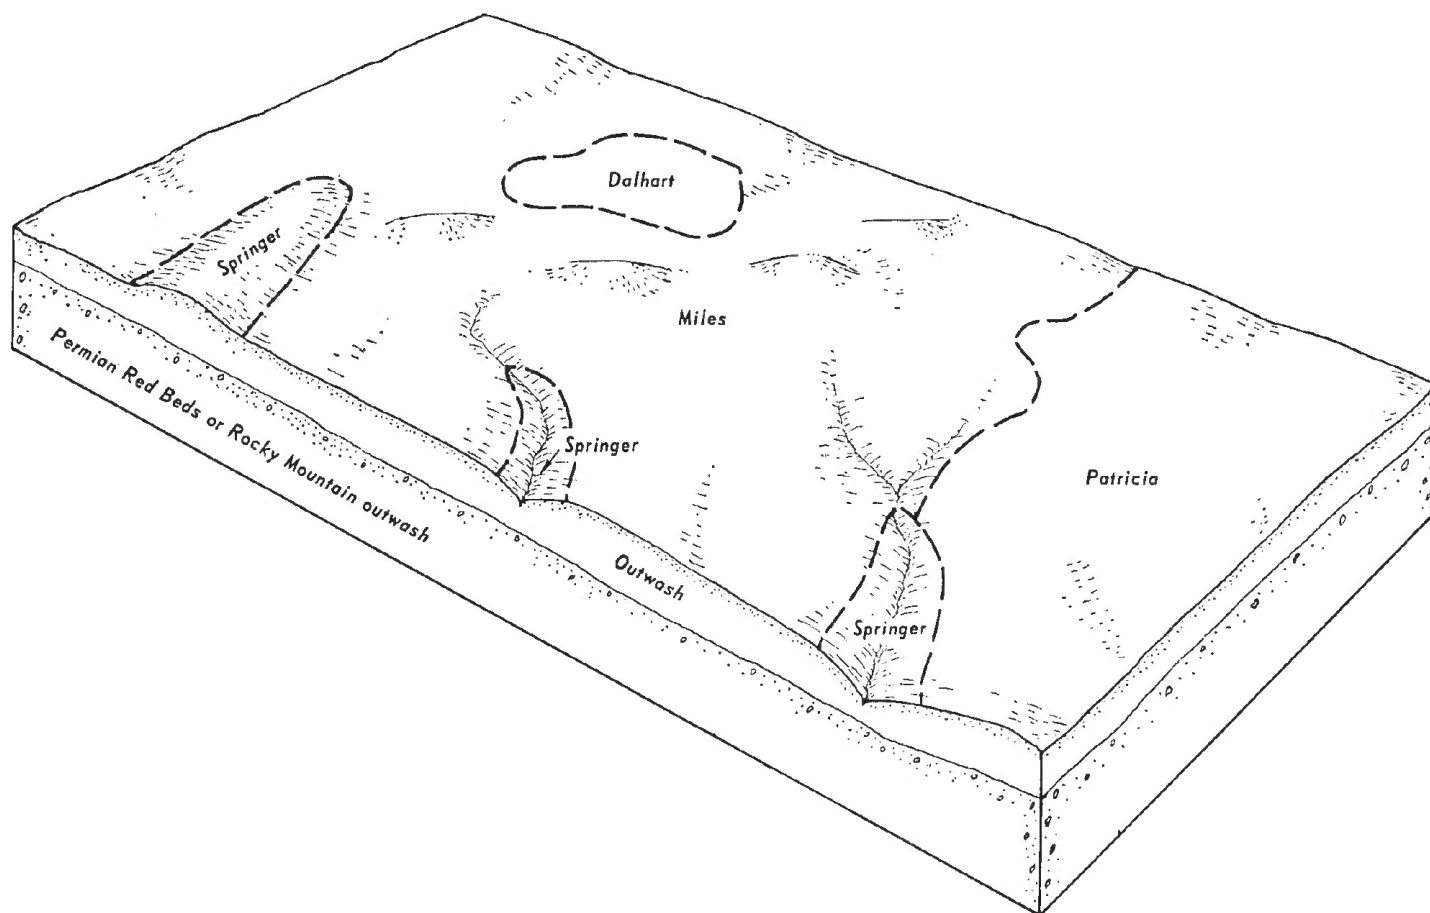 Dalhart
Springer
Miles
Springer
Patricia
Permian Red Beds or Rocky Mountain outwash
Outwash
Springer